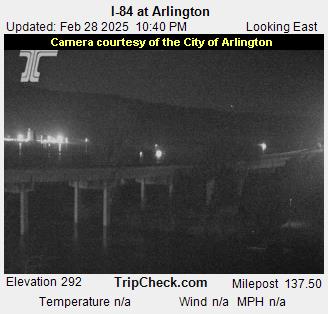 I-84 at Arlington
Updated: Feb 28 2025 10:40 PM Looking East
Camera courtesy of the City of Arlington
Elevation 292 TripCheck.com Milepost 137.50
Temperature n/a Wind n/a MPH n/a